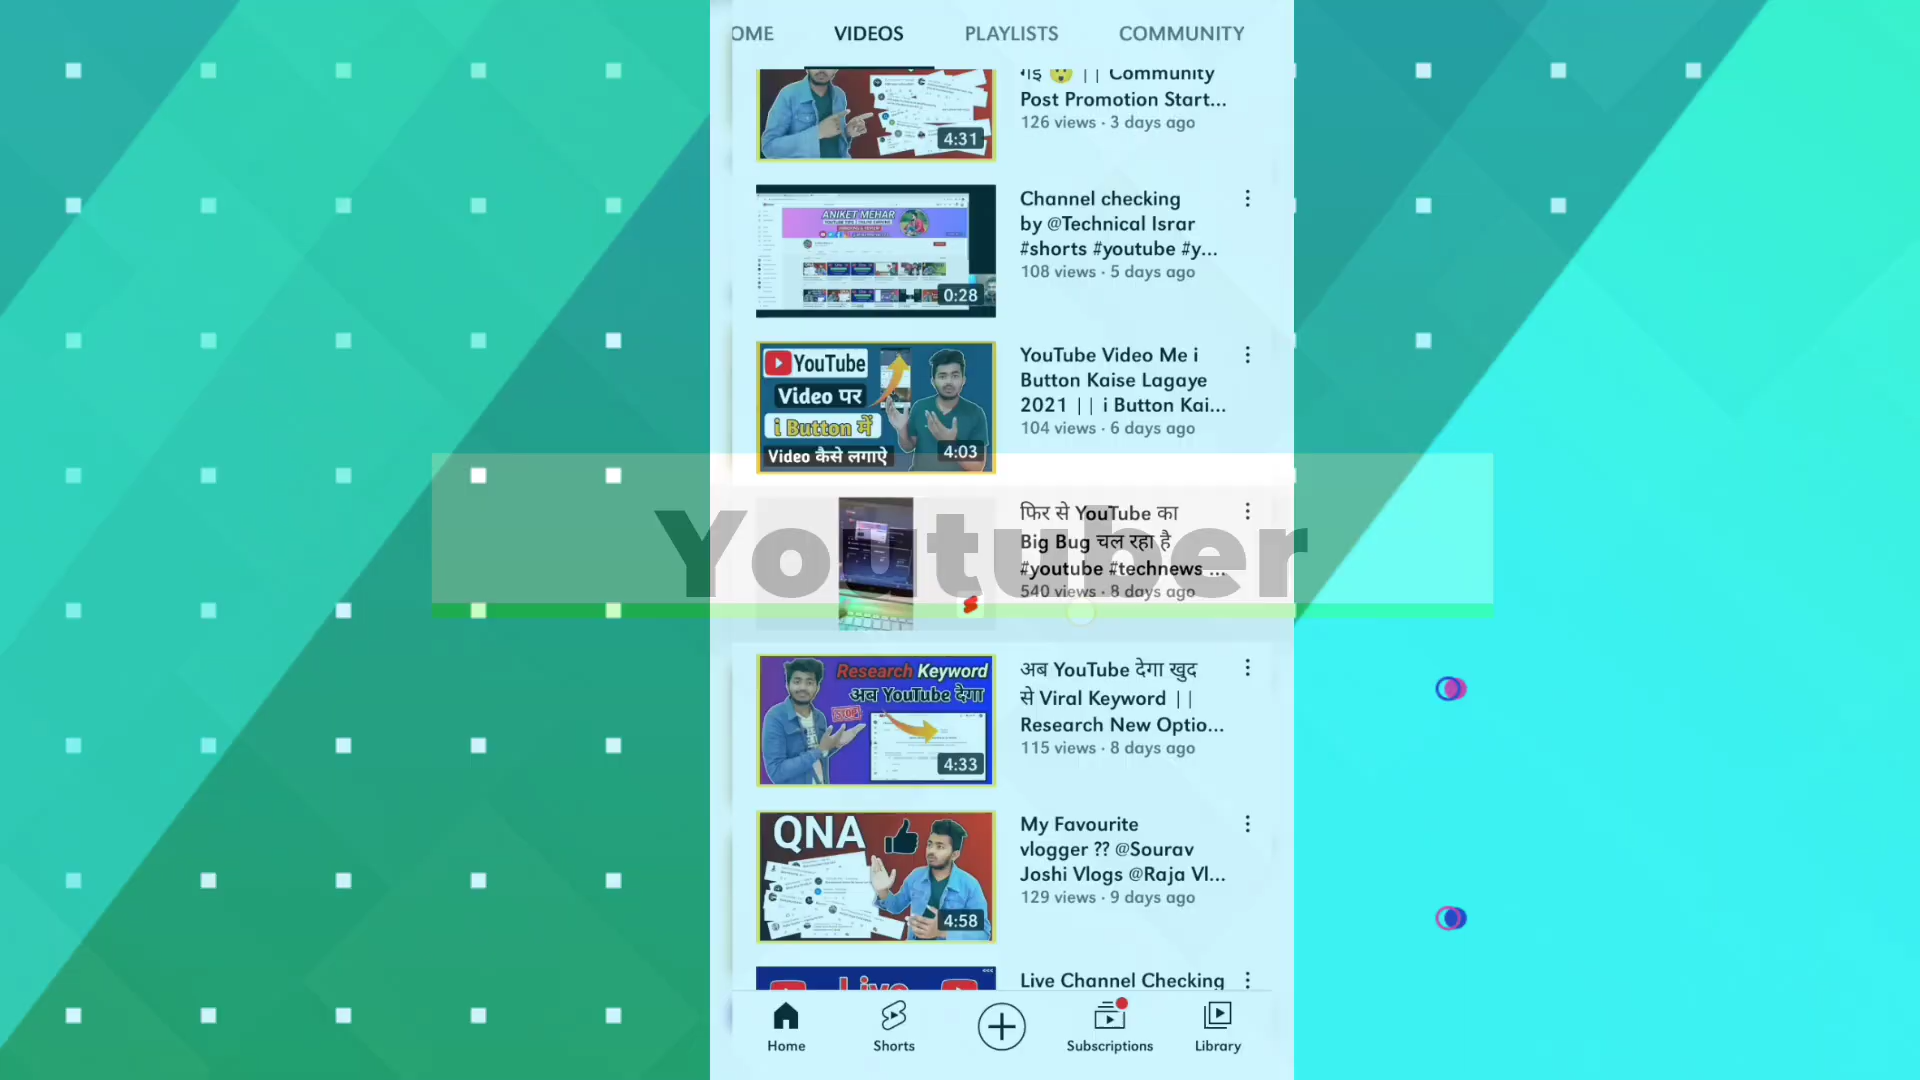 OME VIDEOS PLAYLISTS COMMUNITY
गई 😲 || Community
Post Promotion Start...
126 views · 3 days ago
4:31
Channel checking
by @Technical Israr
#shorts #youtube #y...
108 views · 5 days ago
ANIKET MEHAR
0:28
YouTube Video Me i
Button Kaise Lagaye
2021 || i Button Kai...
104 views · 6 days ago
YouTube
Video पर
i Button में
Video कैसे लगाऐ
4:03
फिर से YouTube का
Big Bug चल रहा है
#youtube #technews ...
540 views · 8 days ago
Youtuber
अब YouTube देगा खुद
से Viral Keyword ||
Research New Optio...
115 views · 8 days ago
Research Keyword
अब YouTube देगा
STOP
4:33
My Favourite
vlogger ?? @Sourav
Joshi Vlogs @Raja Vl...
129 views · 9 days ago
QNA
4:58
Live Channel Checking
Live
Home Shorts Subscriptions Library